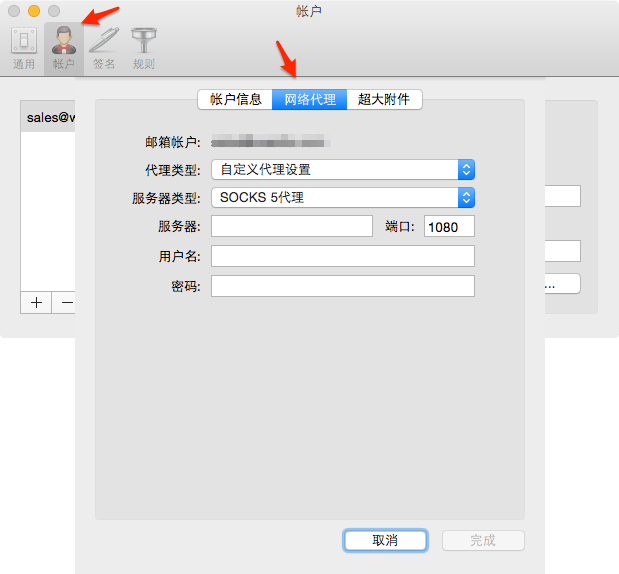 帐户
通用 帐户 签名 规则
sales@w
帐户信息 网络代理 超大附件
邮箱帐户:
代理类型: 自定义代理设置
服务器类型: SOCKS 5代理
服务器: 端口: 1080
用户名:
密码:
...
取消 完成